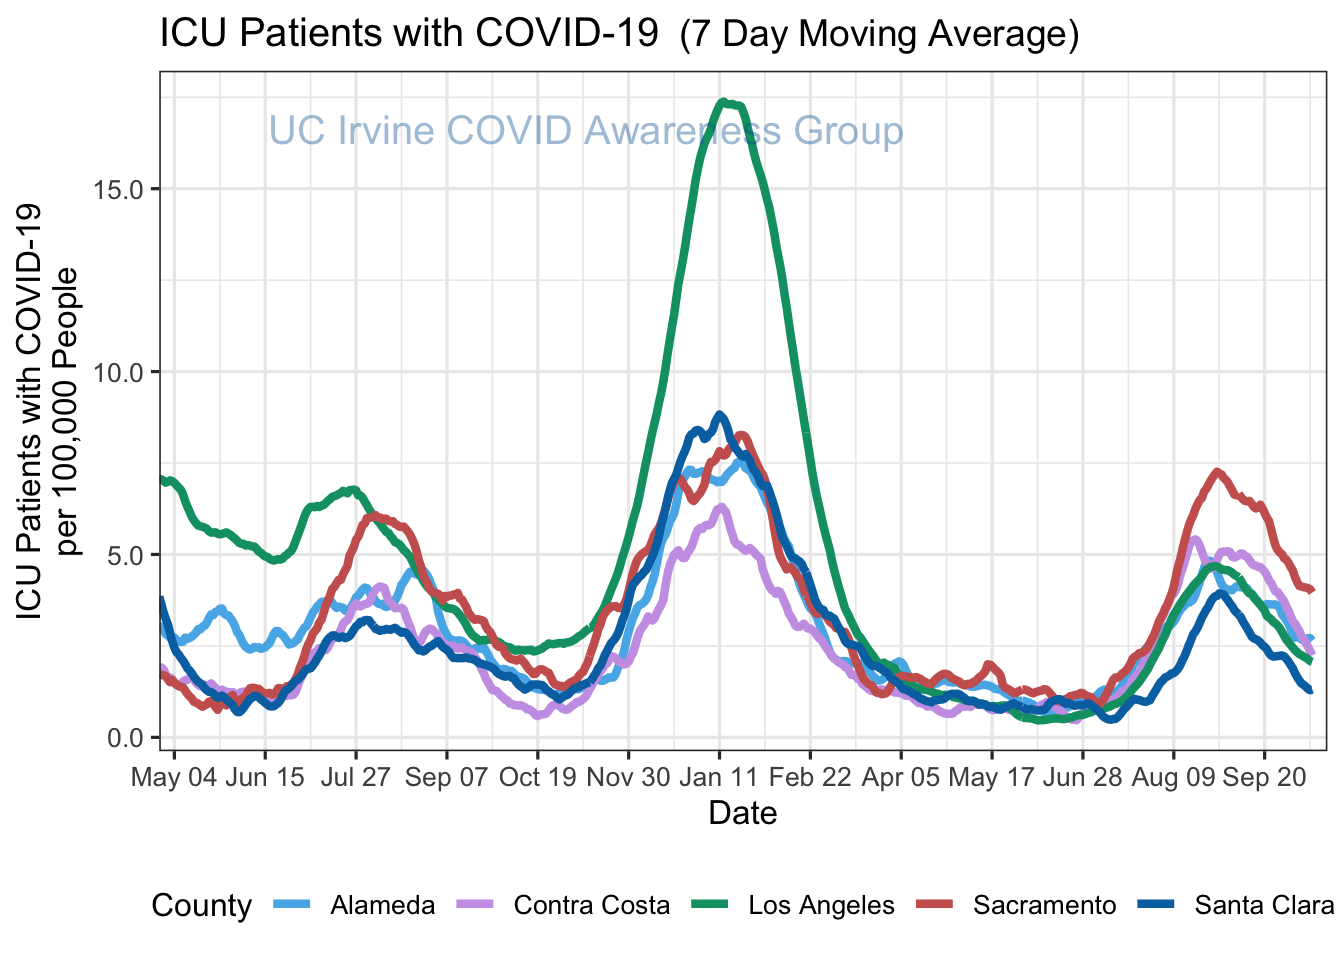 ICU Patients with COVID-19 (7 Day Moving Average)
UC Irvine COVID Awareness Group
ICU Patients with COVID-19
per 100,000 People
15.0
10.0
5.0
0.0
May 04 Jun 15 Jul 27 Sep 07 Oct 19 Nov 30 Jan 11 Feb 22 Apr 05 May 17 Jun 28 Aug 09 Sep 20
Date
County Alameda Contra Costa Los Angeles Sacramento Santa Clara